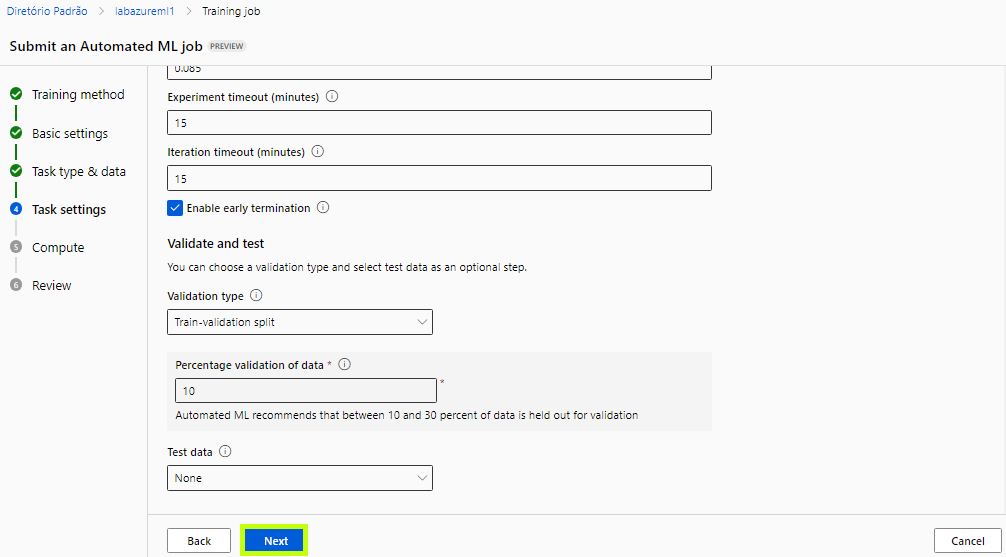 Diretório Padrão > labazureml1 > Training job
Submit an Automated ML job PREVIEW
Training method
Basic settings
Task type & data
4 Task settings
5 Compute
6 Review
0.085
Experiment timeout (minutes)
15
Iteration timeout (minutes)
15
Enable early termination
Validate and test
You can choose a validation type and select test data as an optional step.
Validation type
Train-validation split
Percentage validation of data *
10
*
Automated ML recommends that between 10 and 30 percent of data is held out for validation
Test data
None
Back Next Cancel